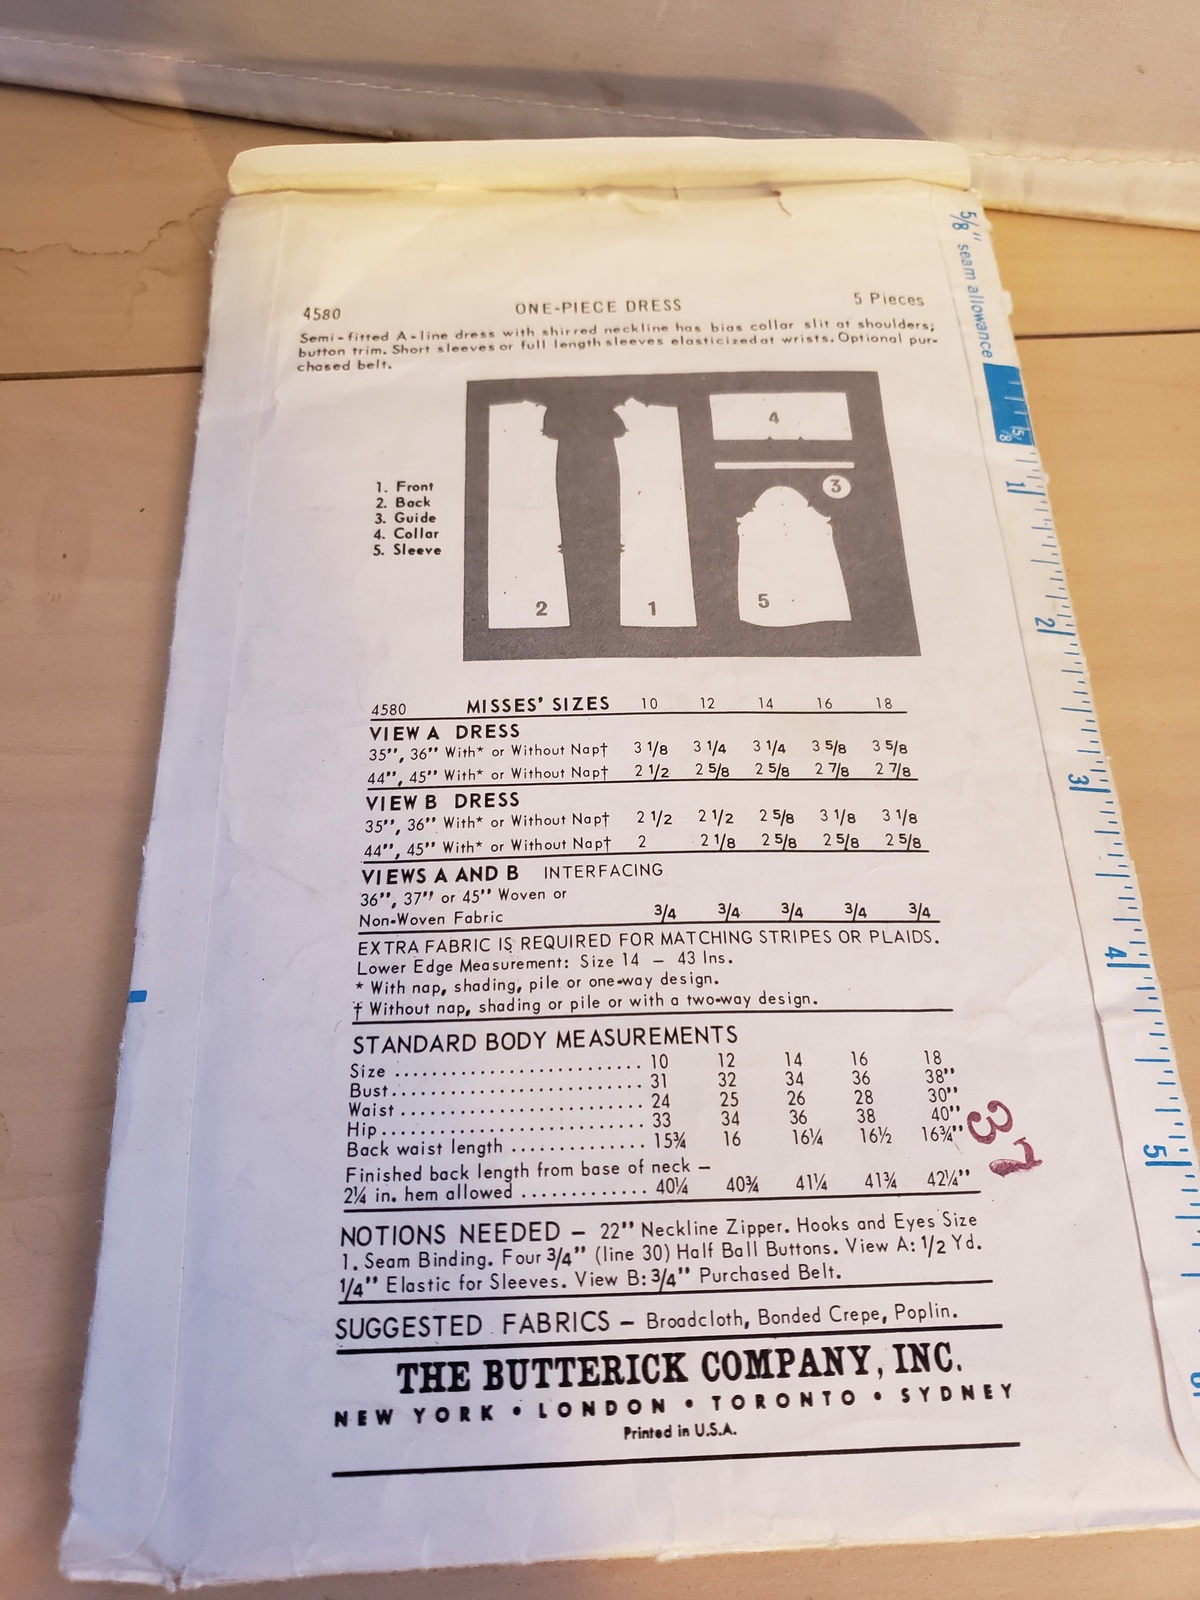 4580 ONE-PIECE DRESS 5 Pieces
Semi-fitted A-line dress with shirred neckline has bias collar slit at shoulders;
button trim. Short sleeves or full length sleeves elasticized at wrists. Optional pur-
chased belt.
1. Front
2. Back
3. Guide
4. Collar
5. Sleeve
4
3
2 1 5
4580 MISSES' SIZES 10 12 14 16 18
VIEW A DRESS
35", 36" With* or Without Nap† 3 1/8 3 1/4 3 1/4 3 5/8 3 5/8
44", 45" With* or Without Nap† 2 1/2 2 5/8 2 5/8 2 7/8 2 7/8
VIEW B DRESS
35", 36" With* or Without Nap† 2 1/2 2 1/2 2 5/8 3 1/8 3 1/8
44", 45" With* or Without Nap† 2 2 1/8 2 5/8 2 5/8 2 5/8
VIEWS A AND B INTERFACING
36", 37" or 45" Woven or
Non-Woven Fabric 3/4 3/4 3/4 3/4 3/4
EXTRA FABRIC IS REQUIRED FOR MATCHING STRIPES OR PLAIDS.
Lower Edge Measurement: Size 14 – 43 Ins.
* With nap, shading, pile or one-way design.
† Without nap, shading or pile or with a two-way design.
STANDARD BODY MEASUREMENTS
Size .......................... 10 12 14 16 18
Bust.......................... 31 32 34 36 38"
Waist .......................... 24 25 26 28 30"
Hip.......................... 33 34 36 38 40"
Back waist length .............. 15¾ 16 16¼ 16½ 16¾"
Finished back length from base of neck –
2¼ in. hem allowed ............. 40¼ 40¾ 41¼ 41¾ 42¼"
NOTIONS NEEDED – 22" Neckline Zipper. Hooks and Eyes Size
1. Seam Binding. Four 3/4" (line 30) Half Ball Buttons. View A: 1/2 Yd.
1/4" Elastic for Sleeves. View B: 3/4" Purchased Belt.
SUGGESTED FABRICS – Broadcloth, Bonded Crepe, Poplin.
THE BUTTERICK COMPANY, INC.
NEW YORK • LONDON • TORONTO • SYDNEY
Printed in U.S.A.
5/8" seam allowance
5/8
1
2
3
4
5
6
37